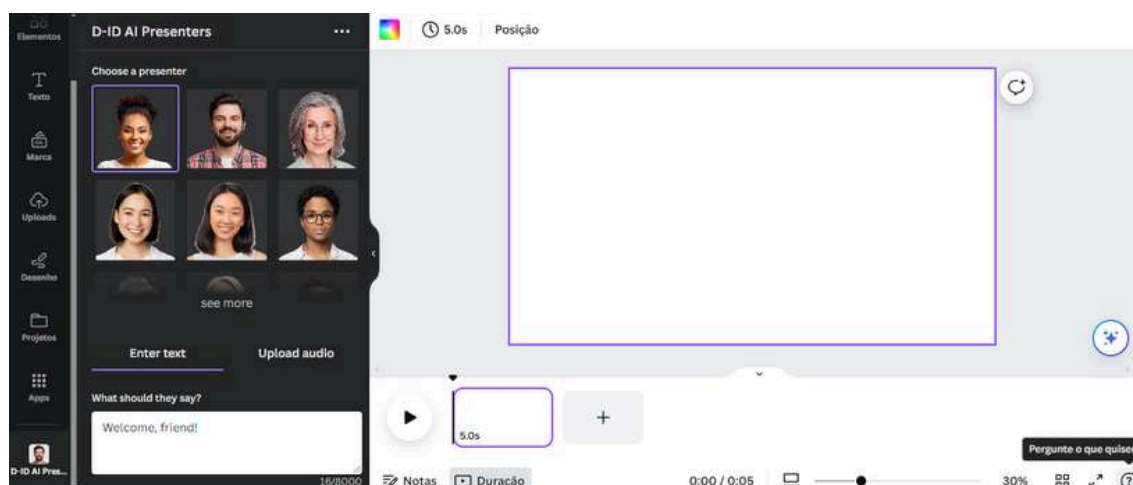 Elementos
Texto
Marca
Uploads
Desenho
Projetos
Apps
D-ID AI Pres...
D-ID AI Presenters
Choose a presenter
see more
Enter text
Upload audio
What should they say?
Welcome, friend!
16/8000
5.0s
Posição
5.0s
Pergunte o que quiser
Notas
Duração
0:00 / 0:05
30%